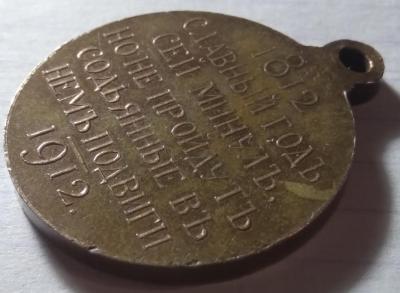 1812
СЛАВНЫЙ ГОДЪ
СЕЙ МИНУЛЪ,
НО НЕ ПРОЙДУТЪ
СОДѢЯННЫЕ ВЪ
НЕМЪ ПОДВИГИ
1912.